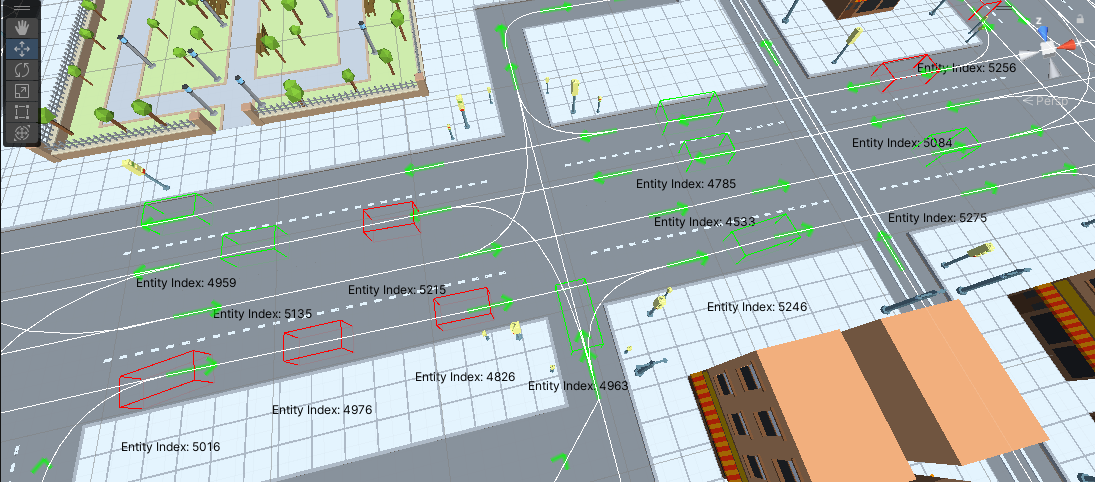 Entity Index: 5256
z
< Persp
Entity Index: 5084
Entity Index: 4785
Entity Index: 4533
Entity Index: 5275
Entity Index: 4959
Entity Index: 5215
Entity Index: 5135
Entity Index: 5246
Entity Index: 4826
Entity Index: 4963
Entity Index: 4976
Entity Index: 5016